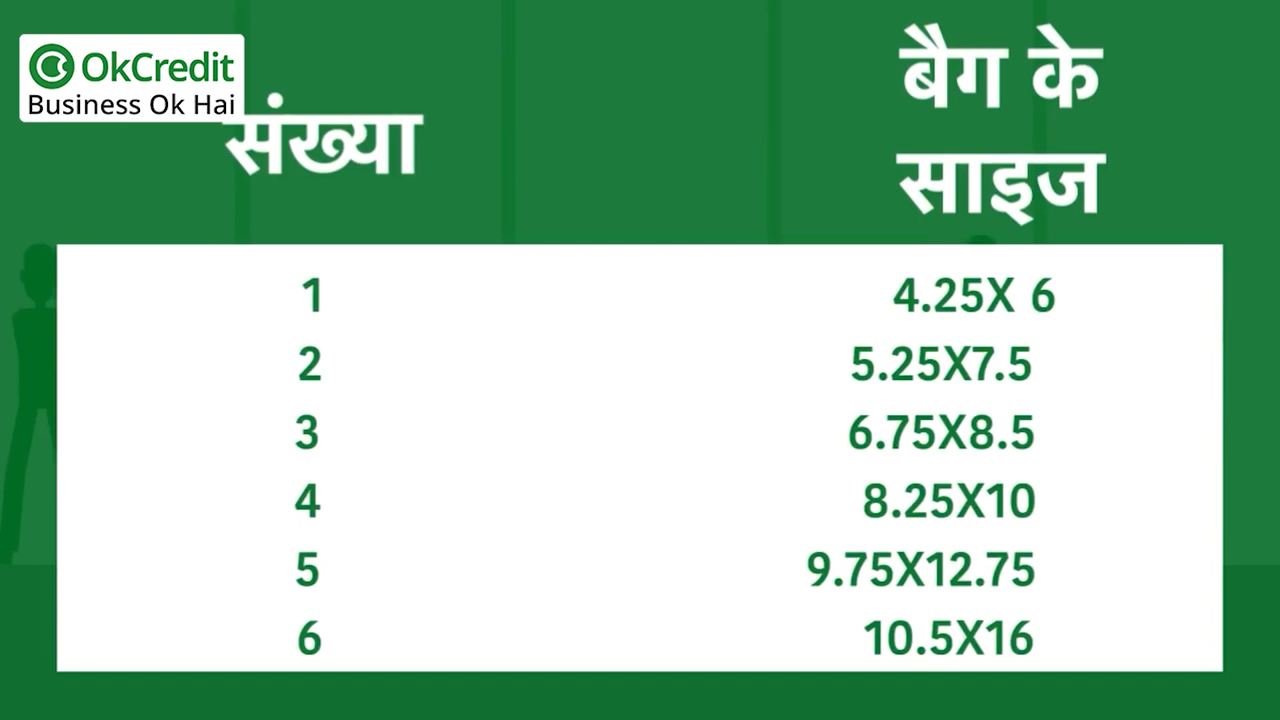 OkCredit
Business Ok Hai
संख्या
बैग के
साइज
1 4.25X 6
2 5.25X7.5
3 6.75X8.5
4 8.25X10
5 9.75X12.75
6 10.5X16